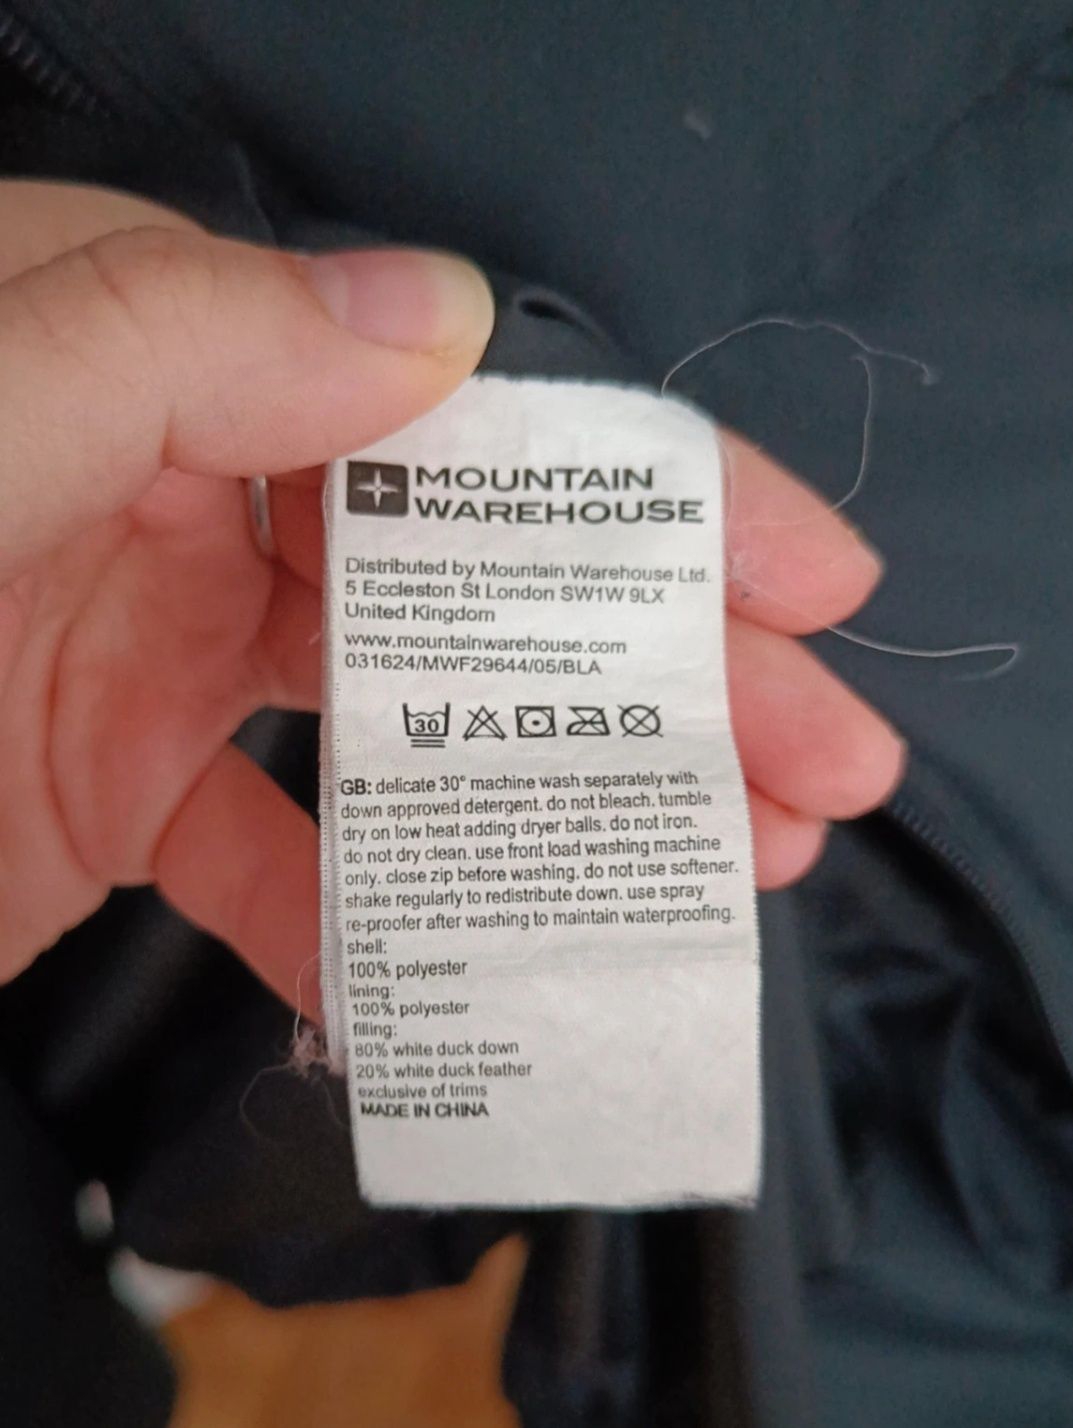 MOUNTAIN
WAREHOUSE
Distributed by Mountain Warehouse Ltd.
5 Eccleston St London SW1W 9LX
United Kingdom
www.mountainwarehouse.com
031624/MWF29644/05/BLA
30
GB: delicate 30° machine wash separately with
down approved detergent. do not bleach. tumble
dry on low heat adding dryer balls. do not iron.
do not dry clean. use front load washing machine
only. close zip before washing. do not use softener.
shake regularly to redistribute down. use spray
re-proofer after washing to maintain waterproofing.
shell:
100% polyester
lining:
100% polyester
filling:
80% white duck down
20% white duck feather
exclusive of trims
MADE IN CHINA